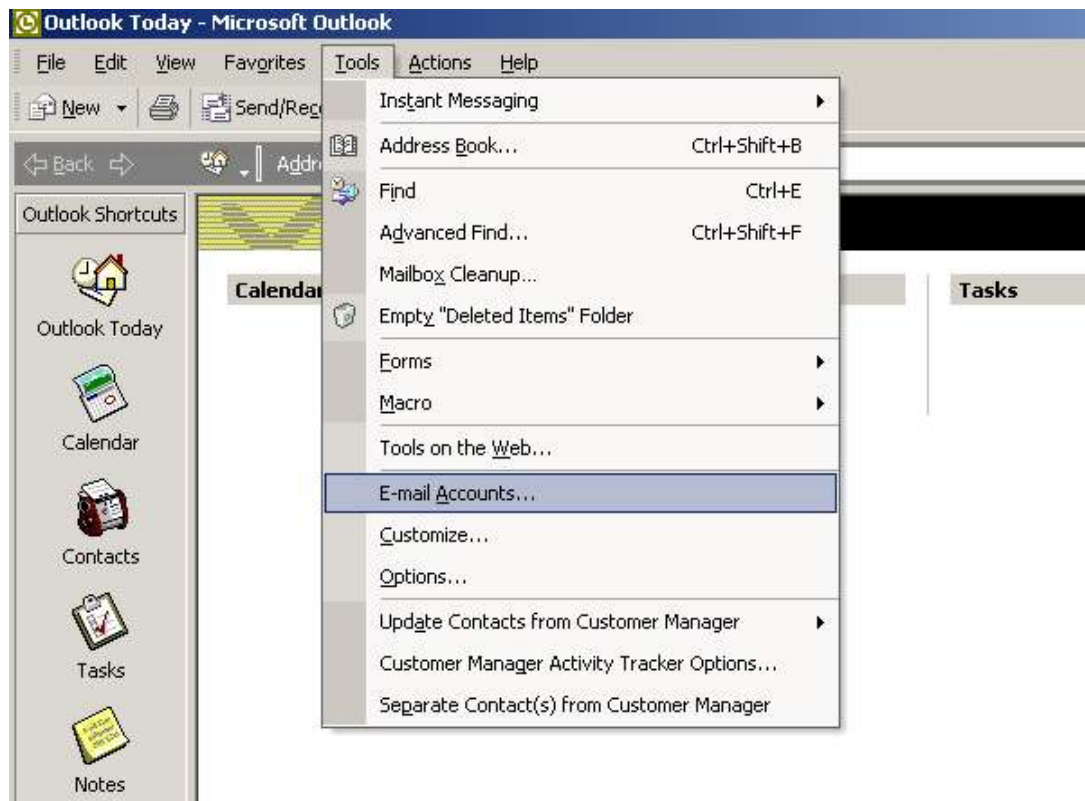 Outlook Today - Microsoft Outlook
File Edit View Favorites Tools Actions Help
New Send/Rec
Back Addr
Outlook Shortcuts
Outlook Today
Calendar
Contacts
Tasks
Notes
Instant Messaging
Address Book... Ctrl+Shift+B
Find Ctrl+E
Advanced Find... Ctrl+Shift+F
Mailbox Cleanup...
Empty "Deleted Items" Folder
Forms
Macro
Tools on the Web...
E-mail Accounts...
Customize...
Options...
Update Contacts from Customer Manager
Customer Manager Activity Tracker Options...
Separate Contact(s) from Customer Manager
Calendar
Tasks